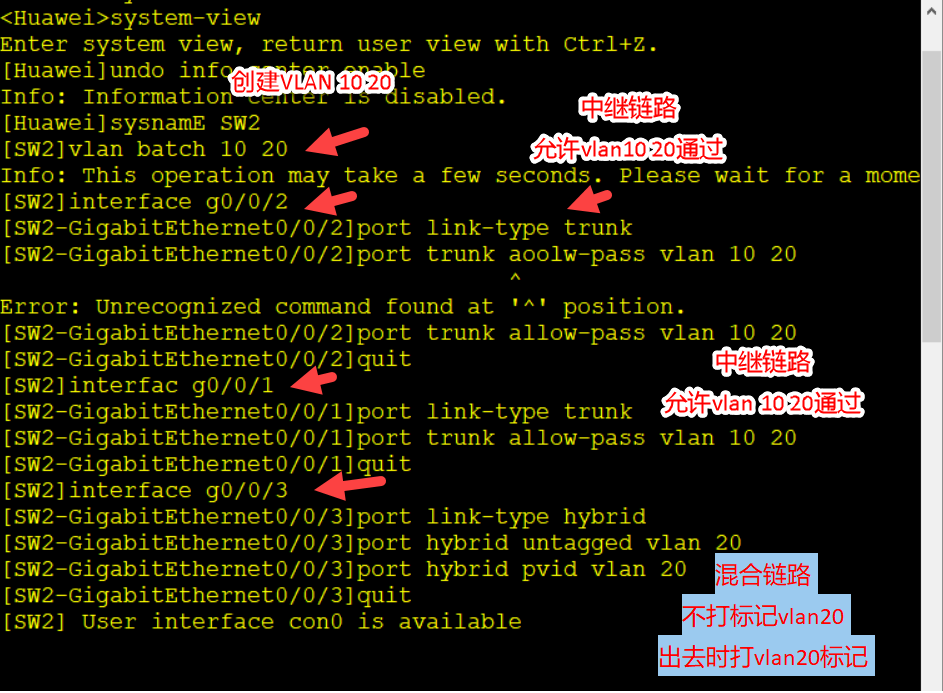 <Huawei>system-view
Enter system view, return user view with Ctrl+Z.
[Huawei]undo info center enable
创建VLAN 10 20
Info: Information center is disabled.
中继链路
[Huawei]sysnamE SW2
允许vlan10 20通过
[SW2]vlan batch 10 20
Info: This operation may take a few seconds. Please wait for a mome
[SW2]interface g0/0/2
[SW2-GigabitEthernet0/0/2]port link-type trunk
[SW2-GigabitEthernet0/0/2]port trunk aoolw-pass vlan 10 20
^
Error: Unrecognized command found at '^' position.
[SW2-GigabitEthernet0/0/2]port trunk allow-pass vlan 10 20
[SW2-GigabitEthernet0/0/2]quit
中继链路
[SW2]interfac g0/0/1
允许vlan 10 20通过
[SW2-GigabitEthernet0/0/1]port link-type trunk
[SW2-GigabitEthernet0/0/1]port trunk allow-pass vlan 10 20
[SW2-GigabitEthernet0/0/1]quit
[SW2]interface g0/0/3
[SW2-GigabitEthernet0/0/3]port link-type hybrid
[SW2-GigabitEthernet0/0/3]port hybrid untagged vlan 20
[SW2-GigabitEthernet0/0/3]port hybrid pvid vlan 20
混合链路
[SW2-GigabitEthernet0/0/3]quit
不打标记vlan20
[SW2] User interface con0 is available
出去时打vlan20标记